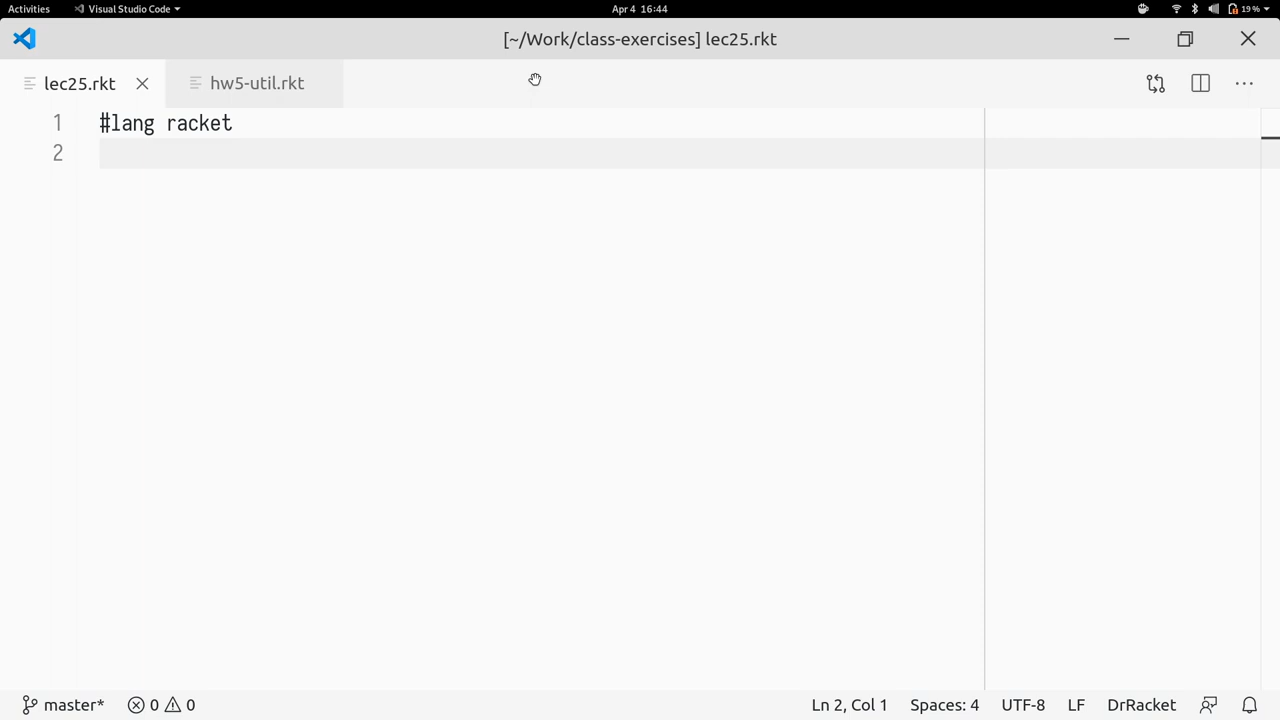 Activities Visual Studio Code Apr 4 16:44 19%
[~/Work/class-exercises] lec25.rkt
lec25.rkt hw5-util.rkt
1 #lang racket
2
master* 0 0 Ln 2, Col 1 Spaces: 4 UTF-8 LF DrRacket